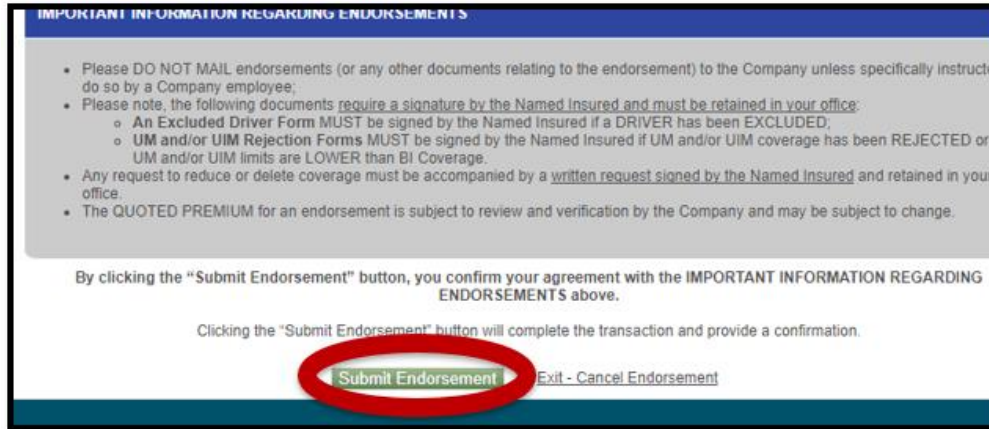 IMPORTANT INFORMATION REGARDING ENDORSEMENTS
• Please DO NOT MAIL endorsements (or any other documents relating to the endorsement) to the Company unless specifically
do so by a Company employee;
• Please note, the following documents require a signature by the Named Insured and must be retained in your office:
o An Excluded Driver Form MUST be signed by the Named Insured if a DRIVER has been EXCLUDED;
o UM and/or UIM Rejection Forms MUST be signed by the Named Insured if UM and/or UIM coverage has been REJECTED or
UM and/or UIM limits are LOWER than BI Coverage.
• Any request to reduce or delete coverage must be accompanied by a written request signed by the Named Insured and retained in your
office.
• The QUOTED PREMIUM for an endorsement is subject to review and verification by the Company and may be subject to change.
By clicking the “Submit Endorsement” button, you confirm your agreement with the IMPORTANT INFORMATION REGARDING
ENDORSEMENTS above.
Clicking the “Submit Endorsement” button will complete the transaction and provide a confirmation.
Submit Endorsement Exit - Cancel Endorsement